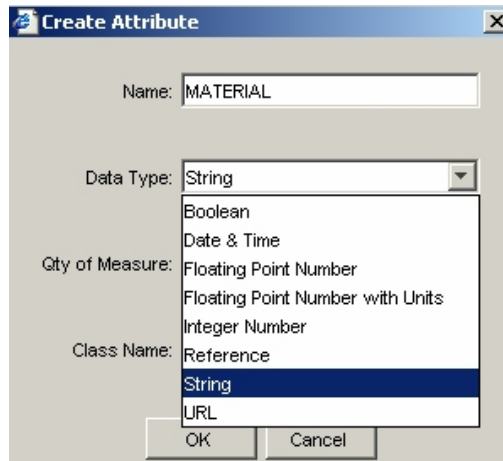 Create Attribute
Name: MATERIAL
Data Type: String
Boolean
Date & Time
Qty of Measure: Floating Point Number
Floating Point Number with Units
Integer Number
Class Name: Reference
String
URL
OK Cancel